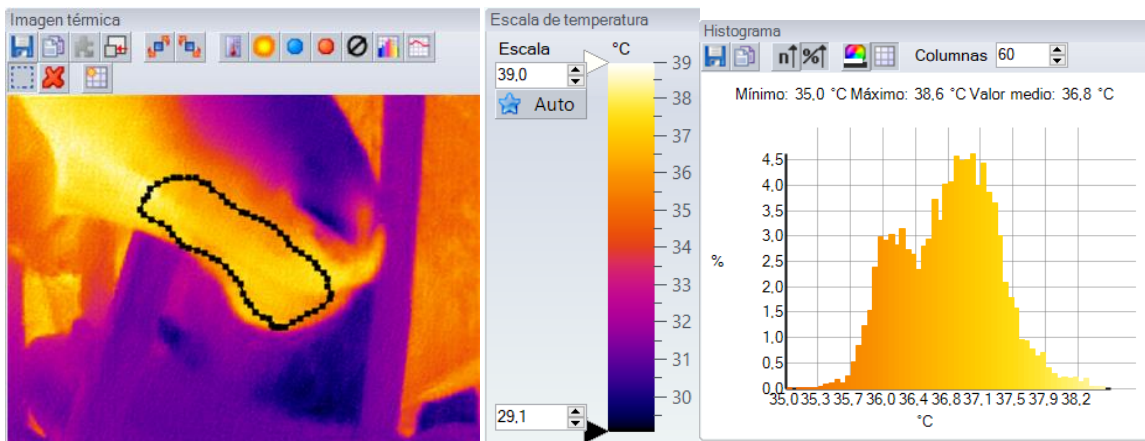 Imagen térmica
Escala de temperatura
Escala
°C
39,0
Auto
29,1
39
38
37
36
35
34
33
32
31
30
Histograma
n %
Columnas 60
Mínimo: 35,0 °C Máximo: 38,6 °C Valor medio: 36,8 °C
4,5
4,0
3,5
3,0
2,5
2,0
1,5
1,0
0,5
0,0
%
35,0 35,3 35,7 36,0 36,4 36,8 37,1 37,5 37,9 38,2
°C